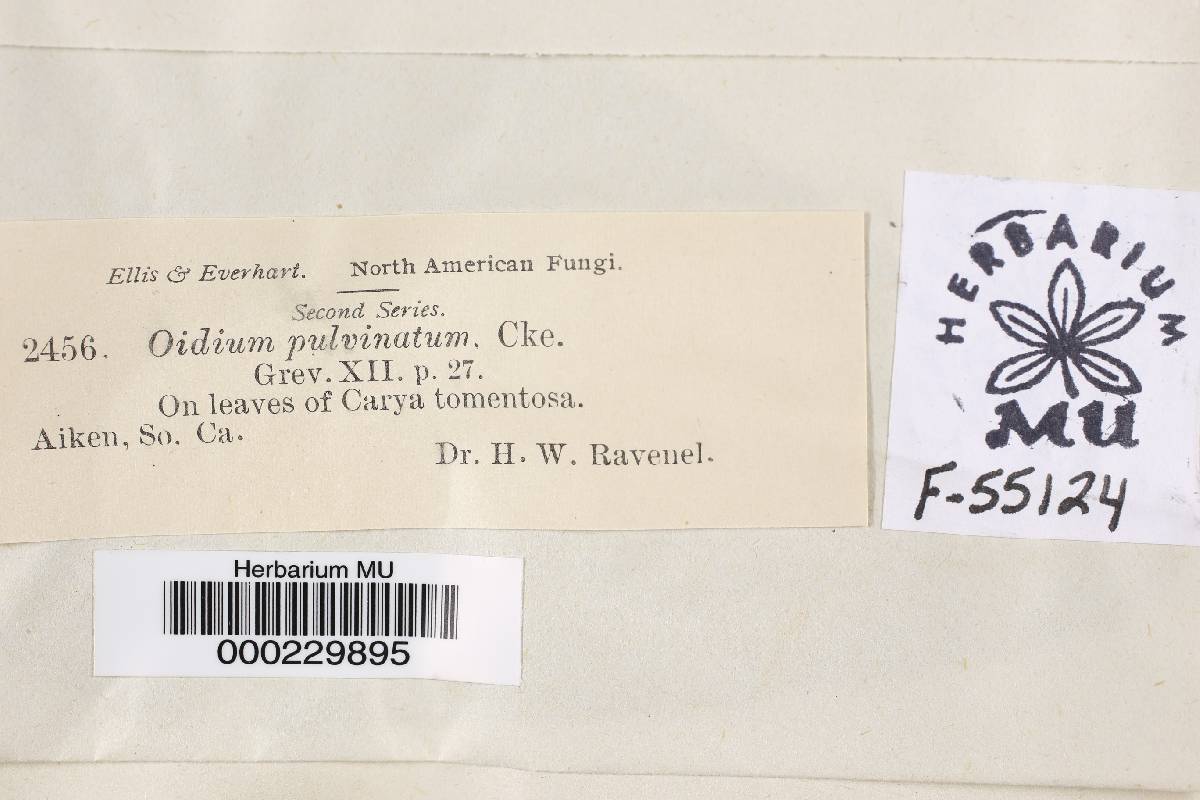 Ellis & Everhart. North American Fungi.
Second Series.
2456. Oidium pulvinatum, Cke.
Grev. XII. p. 27.
On leaves of Carya tomentosa.
Aiken, So. Ca.
Dr. H. W. Ravenel.
HERBARIUM
MU
F-55124
Herbarium MU
000229895